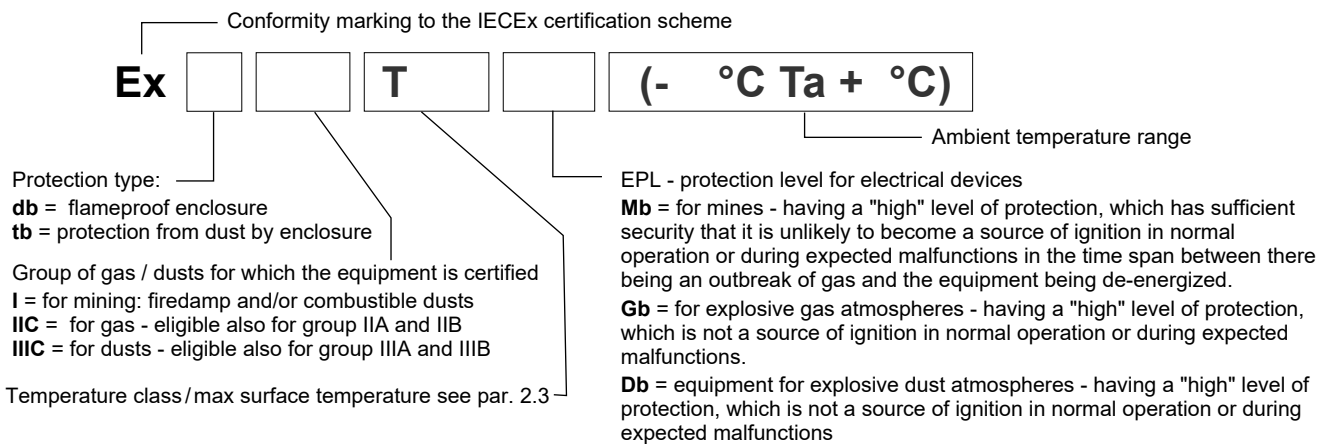 Conformity marking to the IECEx certification scheme
Ex T (- °C Ta + °C)
Ambient temperature range
Protection type:
db = flameproof enclosure
tb = protection from dust by enclosure
Group of gas / dusts for which the equipment is certified
I = for mining: firedamp and/or combustible dusts
IIC = for gas - eligible also for group IIA and IIB
IIIC = for dusts - eligible also for group IIIA and IIIB
Temperature class/max surface temperature see par. 2.3
EPL - protection level for electrical devices
Mb = for mines - having a "high" level of protection, which has sufficient
security that it is unlikely to become a source of ignition in normal
operation or during expected malfunctions in the time span between there
being an outbreak of gas and the equipment being de-energized.
Gb = for explosive gas atmospheres - having a "high" level of protection,
which is not a source of ignition in normal operation or during expected
malfunctions.
Db = equipment for explosive dust atmospheres - having a "high" level of
protection, which is not a source of ignition in normal operation or during
expected malfunctions